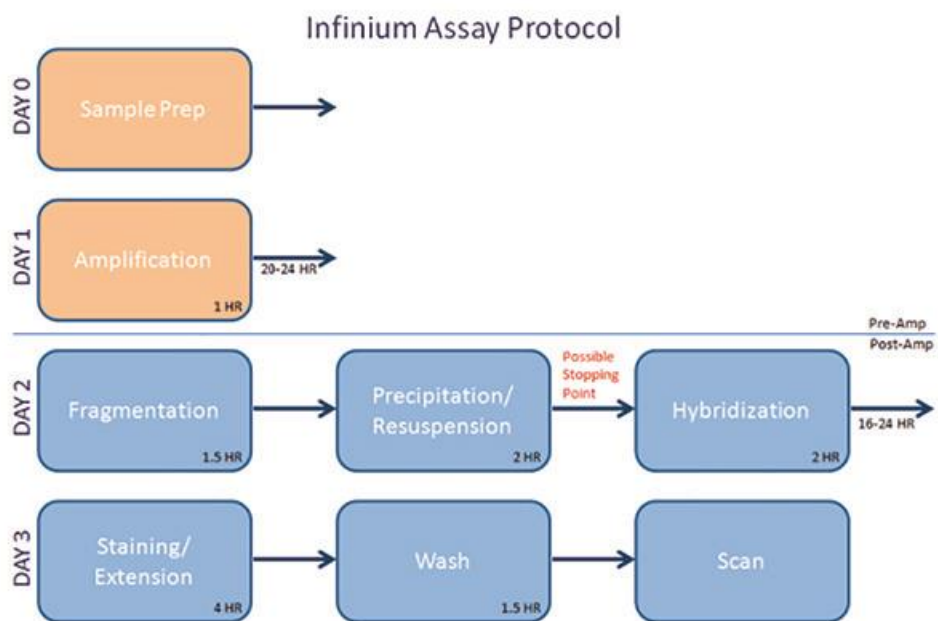 Infinium Assay Protocol
DAY 0
Sample Prep
DAY 1
Amplification
1 HR
20-24 HR
Pre-Amp
Post-Amp
DAY 2
Fragmentation
1.5 HR
Precipitation/
Resuspension
2 HR
Possible
Stopping
Point
Hybridization
2 HR
16-24 HR
DAY 3
Staining/
Extension
4 HR
Wash
1.5 HR
Scan